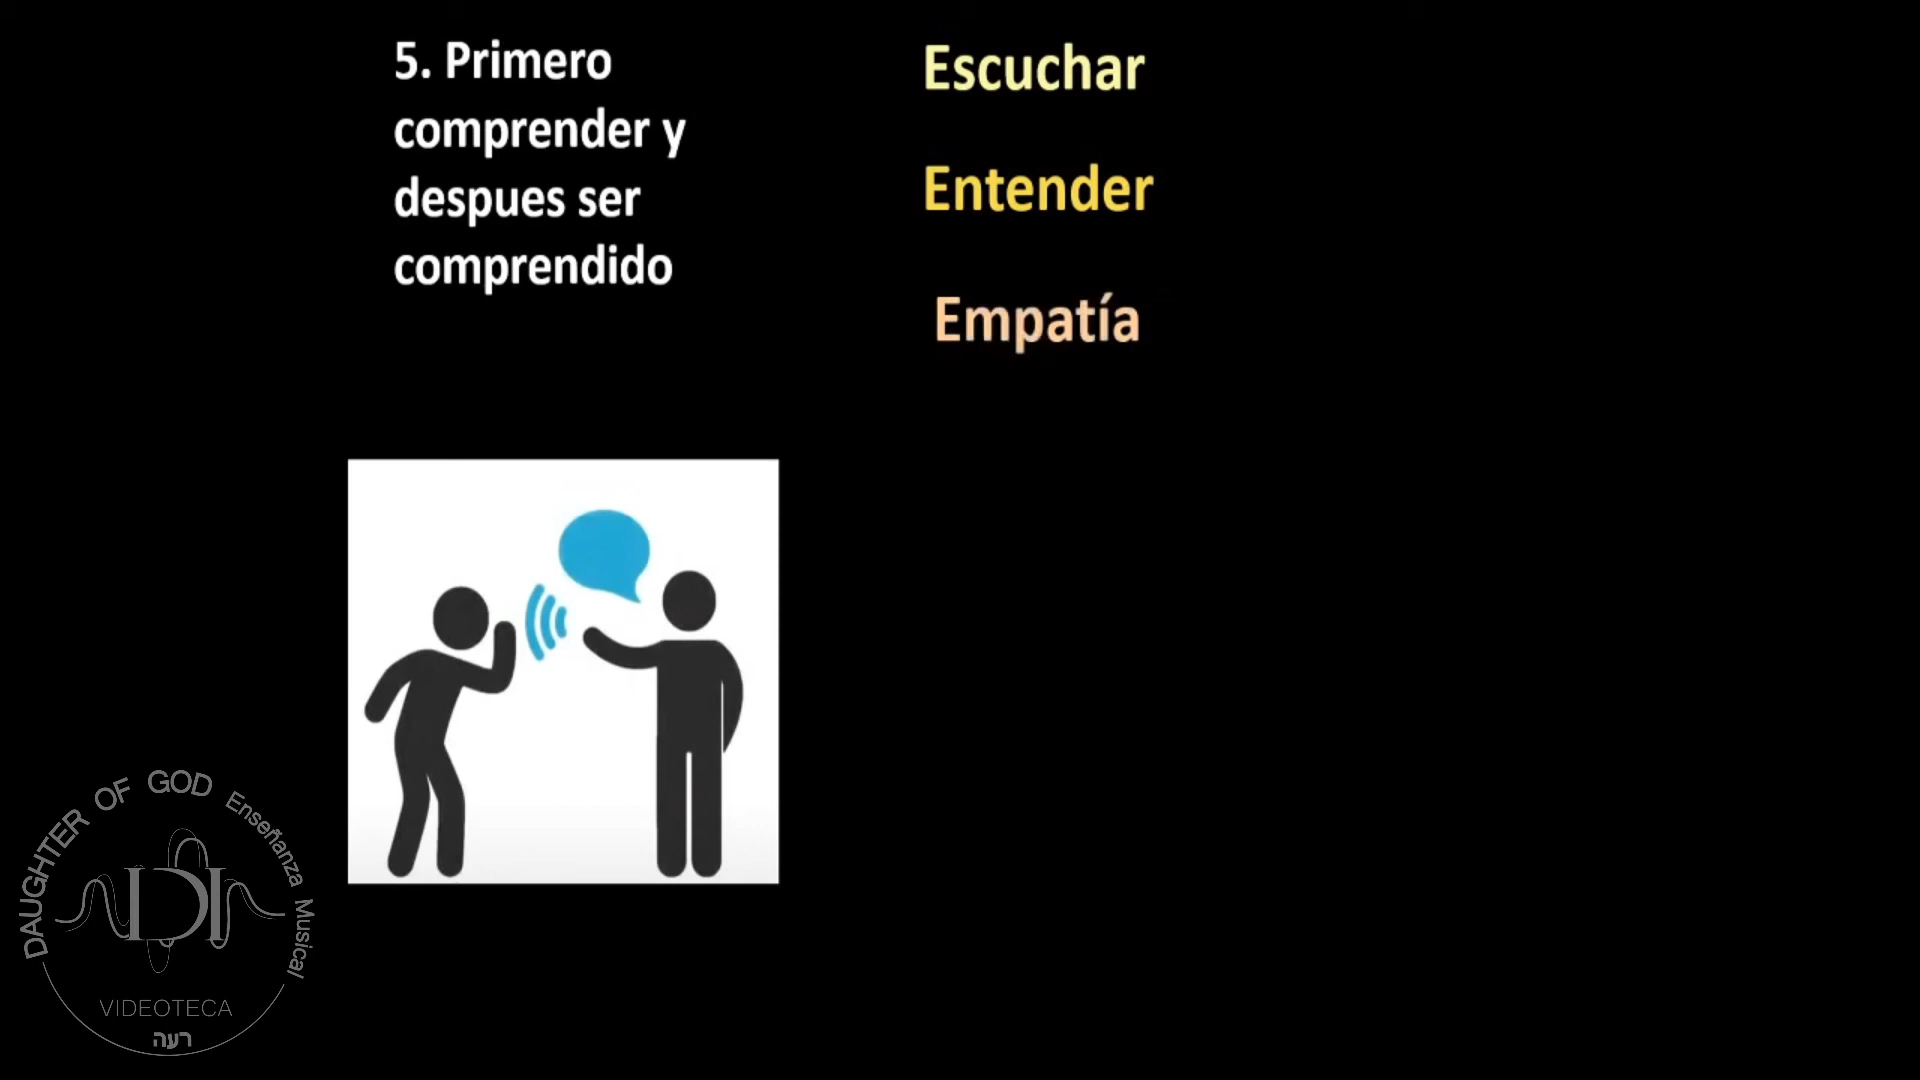 5. Primero
comprender y
despues ser
comprendido
Escuchar
Entender
Empatía
DAUGHTER OF GOD Enseñanza Musical
VIDEOTECA
רעה